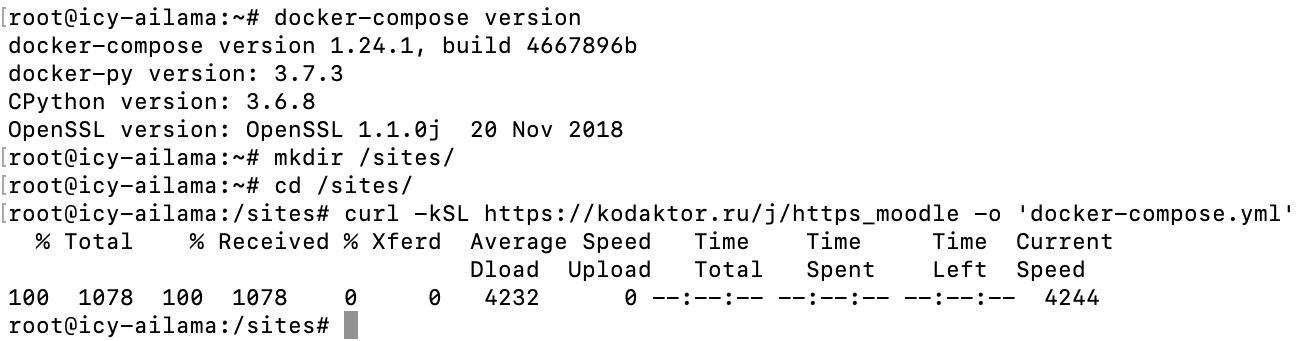 [root@icy-ailama:~# docker-compose version
docker-compose version 1.24.1, build 4667896b
docker-py version: 3.7.3
CPython version: 3.6.8
OpenSSL version: OpenSSL 1.1.0j  20 Nov 2018
[root@icy-ailama:~# mkdir /sites/
[root@icy-ailama:~# cd /sites/
[root@icy-ailama:/sites# curl -kSL https://kodaktor.ru/j/https_moodle -o 'docker-compose.yml'
  % Total    % Received % Xferd  Average Speed   Time    Time     Time  Current
                                 Dload  Upload   Total   Spent    Left  Speed
100  1078  100  1078    0     0   4232      0 --:--:-- --:--:-- --:--:--  4244
root@icy-ailama:/sites#